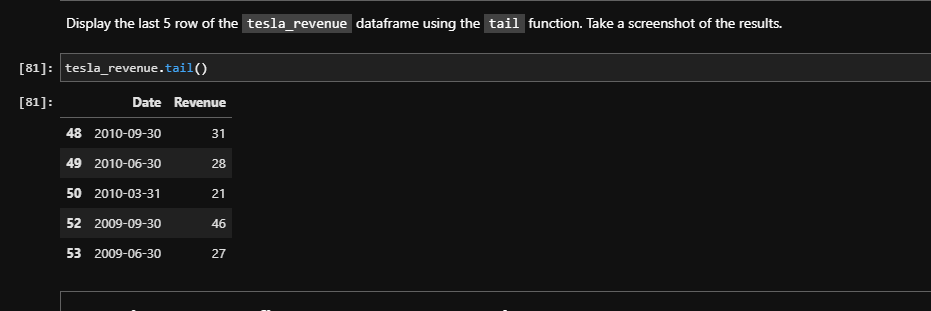 Display the last 5 row of the tesla_revenue dataframe using the tail function. Take a screenshot of the results.
[81]: tesla_revenue.tail()
[81]:
Date Revenue
48 2010-09-30 31
49 2010-06-30 28
50 2010-03-31 21
52 2009-09-30 46
53 2009-06-30 27